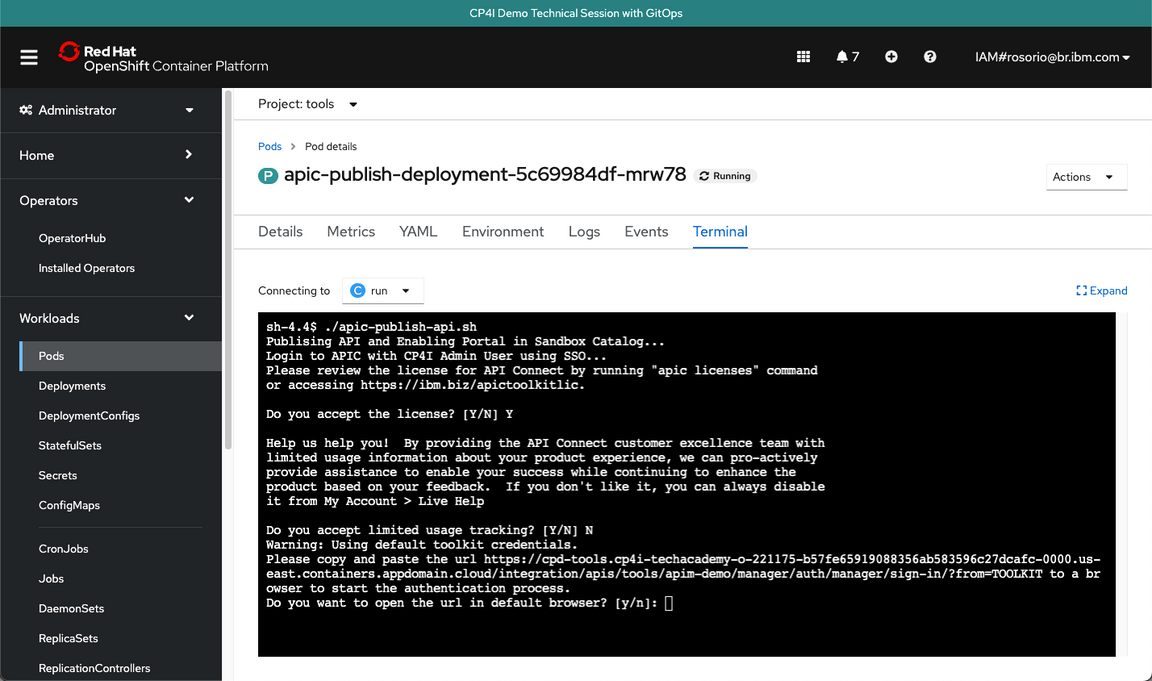 CP4I Demo Technical Session with GitOps
Red Hat
OpenShift Container Platform
7
IAM#rosorio@br.ibm.com
Administrator
Home
Operators
OperatorHub
Installed Operators
Workloads
Pods
Deployments
DeploymentConfigs
StatefulSets
Secrets
ConfigMaps
CronJobs
Jobs
DaemonSets
ReplicaSets
ReplicationControllers
Project: tools
Pods > Pod details
P apic-publish-deployment-5c69984df-mrw78 Running
Actions
Details Metrics YAML Environment Logs Events Terminal
Connecting to C run
Expand
sh-4.4$ ./apic-publish-api.sh
Publising API and Enabling Portal in Sandbox Catalog...
Login to APIC with CP4I Admin User using SSO...
Please review the license for API Connect by running "apic licenses" command
or accessing https://ibm.biz/apictoolkitlic.
Do you accept the license? [Y/N] Y
Help us help you!  By providing the API Connect customer excellence team with
limited usage information about your product experience, we can pro-actively
provide assistance to enable your success while continuing to enhance the
product based on your feedback.  If you don't like it, you can always disable
it from My Account > Live Help
Do you accept limited usage tracking? [Y/N] N
Warning: Using default toolkit credentials.
Please copy and paste the url https://cpd-tools.cp4i-techacademy-o-221175-b57fe65919088356ab583596c27dcafc-0000.us-
east.containers.appdomain.cloud/integration/apis/tools/apim-demo/manager/auth/manager/sign-in/?from=TOOLKIT to a br
owser to start the authentication process.
Do you want to open the url in default browser? [y/n]: